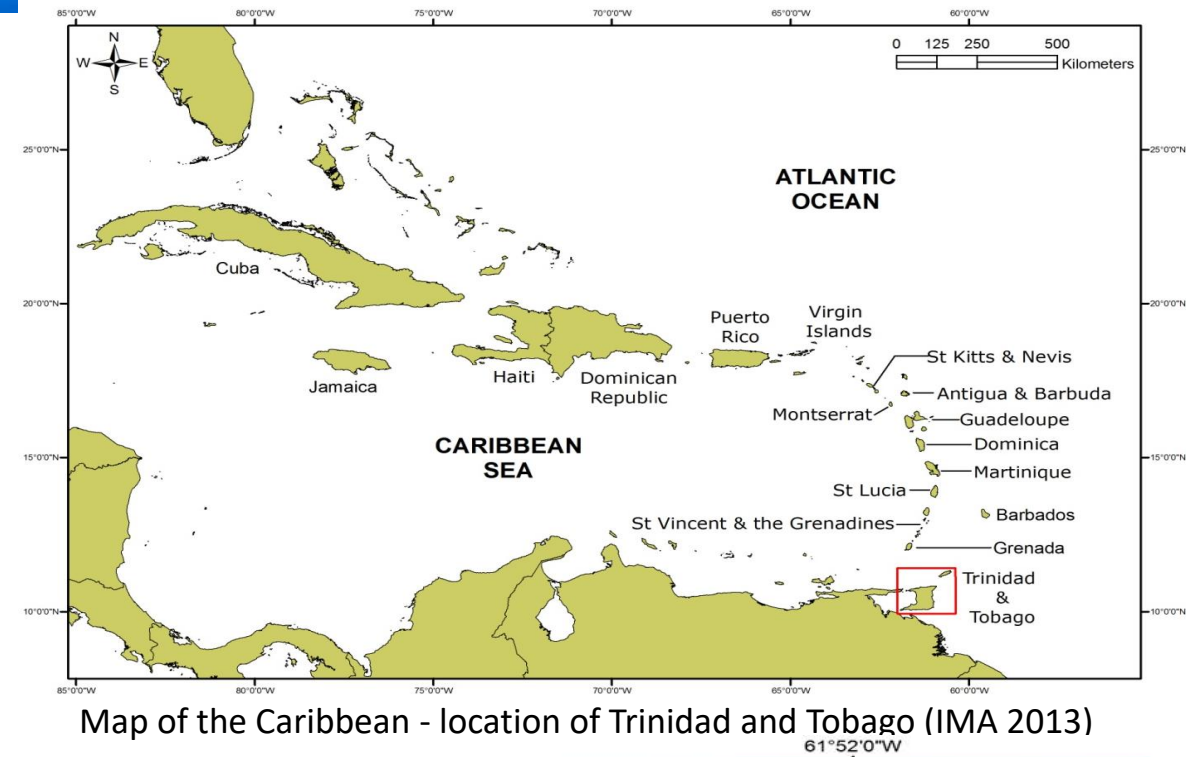 85°0'0"W 80°0'0"W 75°0'0"W 70°0'0"W 65°0'0"W 60°0'0"W
N
W E
S
0 125 250 500
Kilometers
25°0'0"N 25°0'0"N
ATLANTIC
OCEAN
Cuba
20°0'0"N 20°0'0"N
Puerto
Rico
Virgin
Islands
St Kitts & Nevis
Jamaica
Haiti
Dominican
Republic
Antigua & Barbuda
Montserrat
Guadeloupe
CARIBBEAN
SEA
Dominica
15°0'0"N 15°0'0"N
Martinique
St Lucia
Barbados
St Vincent & the Grenadines
Grenada
Trinidad
&
Tobago
10°0'0"N 10°0'0"N
85°0'0"W 80°0'0"W 75°0'0"W 70°0'0"W 65°0'0"W 60°0'0"W
Map of the Caribbean - location of Trinidad and Tobago (IMA 2013)
61°52'0"W